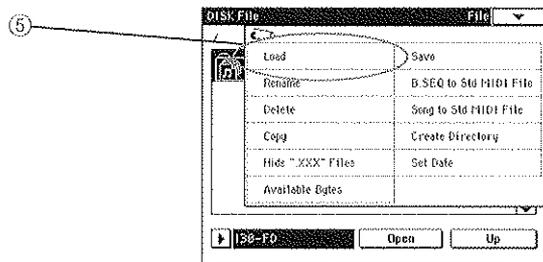 ⑤
DISK File File
Load Save
Rename B.SEQ to Std MIDI File
Delete Song to Std MIDI File
Copy Create Directory
Hide ".XXX" Files Set Date
Available Bytes
Open Up